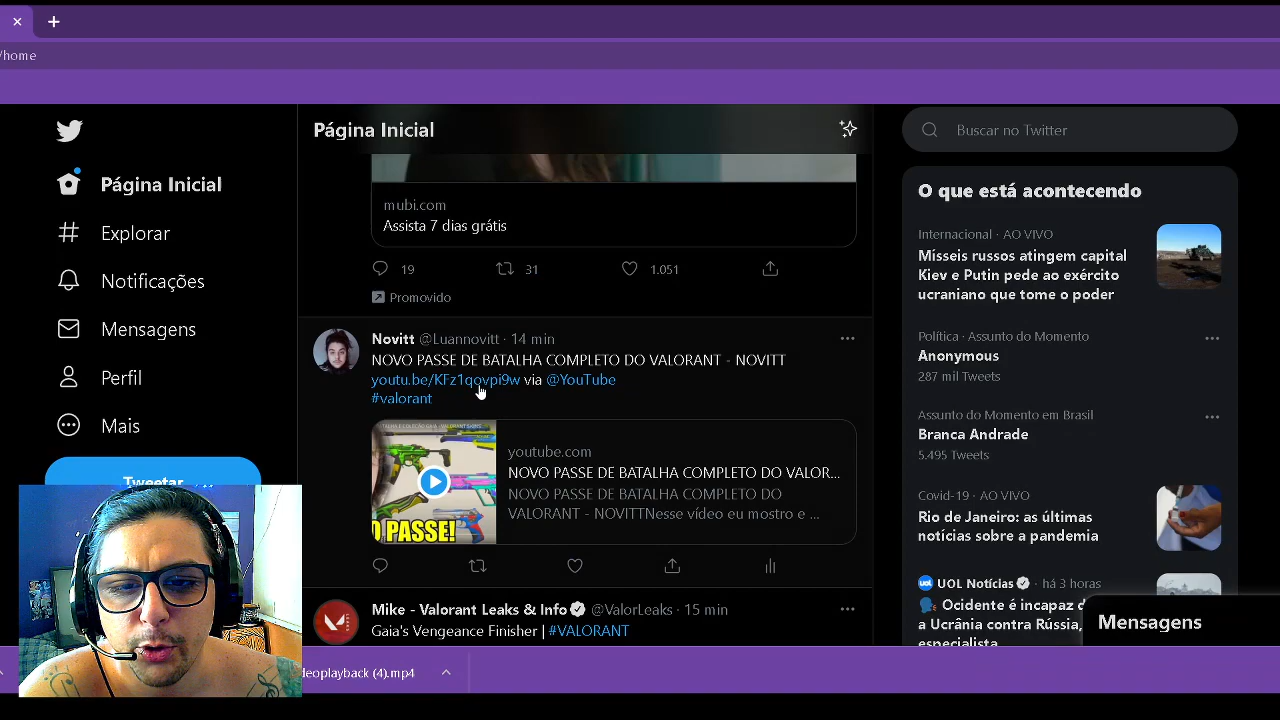 /home
Página Inicial
Explorar
Notificações
Mensagens
Perfil
Mais
Tweetar
Página Inicial
mubi.com
Assista 7 dias grátis
19 31 1.051
Promovido
Novitt @Luannovitt · 14 min
NOVO PASSE DE BATALHA COMPLETO DO VALORANT - NOVITT
youtu.be/KFz1qovpi9w via @YouTube
#valorant
O PASSE!
youtube.com
NOVO PASSE DE BATALHA COMPLETO DO VALOR...
NOVO PASSE DE BATALHA COMPLETO DO
VALORANT - NOVITTNesse vídeo eu mostro e ...
Mike - Valorant Leaks & Info @ValorLeaks · 15 min
Gaia's Vengeance Finisher | #VALORANT
Buscar no Twitter
O que está acontecendo
Internacional · AO VIVO
Mísseis russos atingem capital
Kiev e Putin pede ao exército
ucraniano que tome o poder
Política · Assunto do Momento
Anonymous
287 mil Tweets
Assunto do Momento em Brasil
Branca Andrade
5.495 Tweets
Covid-19 · AO VIVO
Rio de Janeiro: as últimas
notícias sobre a pandemia
UOL Notícias · há 3 horas
Ocidente é incapaz d
a Ucrânia contra Rússia,
especialista
Mensagens
deoplayback (4).mp4